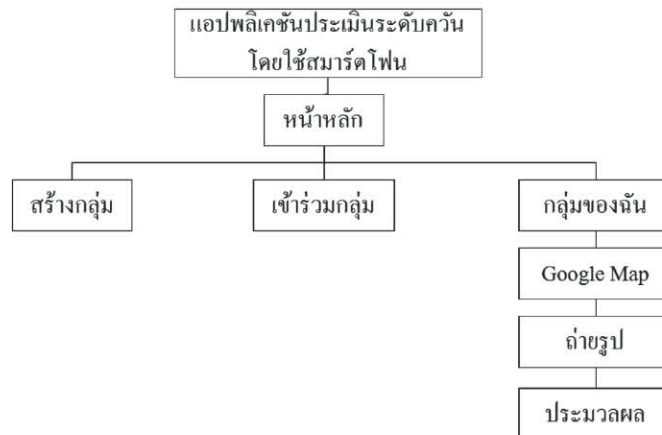 แอปพลิเคชันประเมินระดับควัน
โดยใช้สมาร์ตโฟน
หน้าหลัก
สร้างกลุ่ม
เข้าร่วมกลุ่ม
กลุ่มของฉัน
Google Map
ถ่ายรูป
ประมวลผล